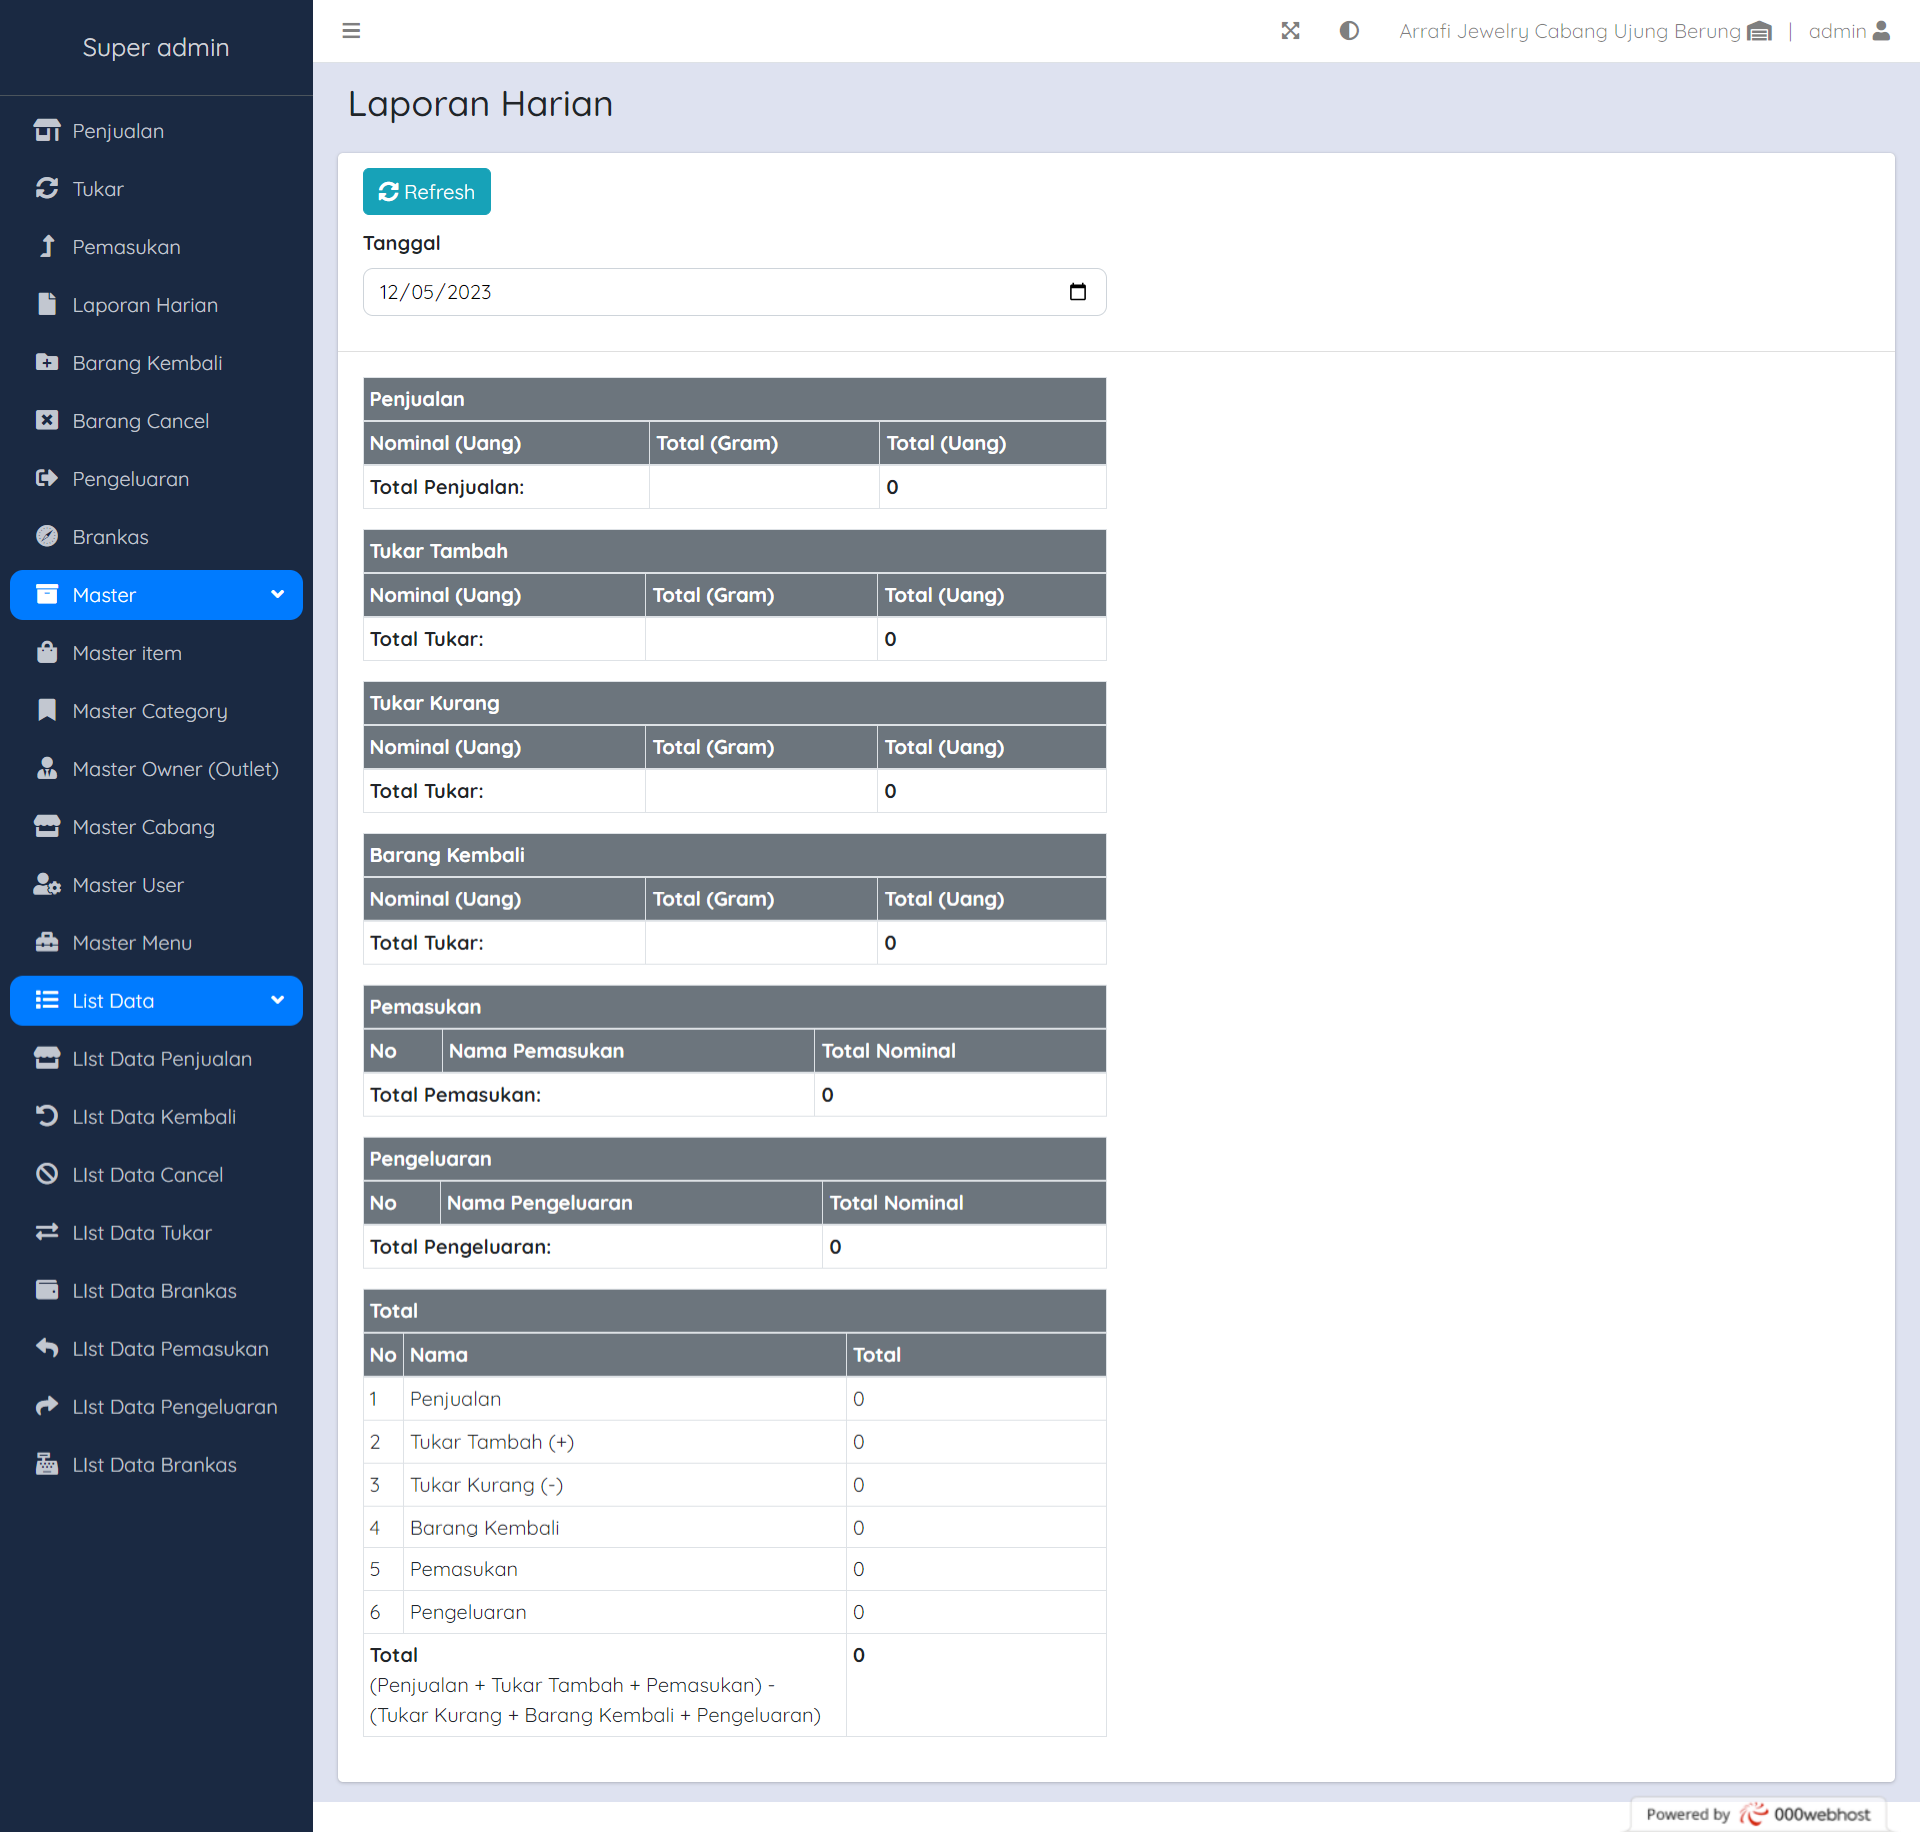 Super admin
Penjualan
Tukar
Pemasukan
Laporan Harian
Barang Kembali
Barang Cancel
Pengeluaran
Brankas
Master
Master item
Master Category
Master Owner (Outlet)
Master Cabang
Master User
Master Menu
List Data
LIst Data Penjualan
LIst Data Kembali
LIst Data Cancel
LIst Data Tukar
LIst Data Brankas
LIst Data Pemasukan
LIst Data Pengeluaran
LIst Data Brankas
Arrafi Jewelry Cabang Ujung Berung | admin
Laporan Harian
Refresh
Tanggal
12/05/2023
Penjualan
Nominal (Uang) Total (Gram) Total (Uang)
Total Penjualan: 0
Tukar Tambah
Nominal (Uang) Total (Gram) Total (Uang)
Total Tukar: 0
Tukar Kurang
Nominal (Uang) Total (Gram) Total (Uang)
Total Tukar: 0
Barang Kembali
Nominal (Uang) Total (Gram) Total (Uang)
Total Tukar: 0
Pemasukan
No Nama Pemasukan Total Nominal
Total Pemasukan: 0
Pengeluaran
No Nama Pengeluaran Total Nominal
Total Pengeluaran: 0
Total
No Nama Total
1 Penjualan 0
2 Tukar Tambah (+) 0
3 Tukar Kurang (-) 0
4 Barang Kembali 0
5 Pemasukan 0
6 Pengeluaran 0
Total 0
(Penjualan + Tukar Tambah + Pemasukan) -
(Tukar Kurang + Barang Kembali + Pengeluaran)
Powered by 000webhost